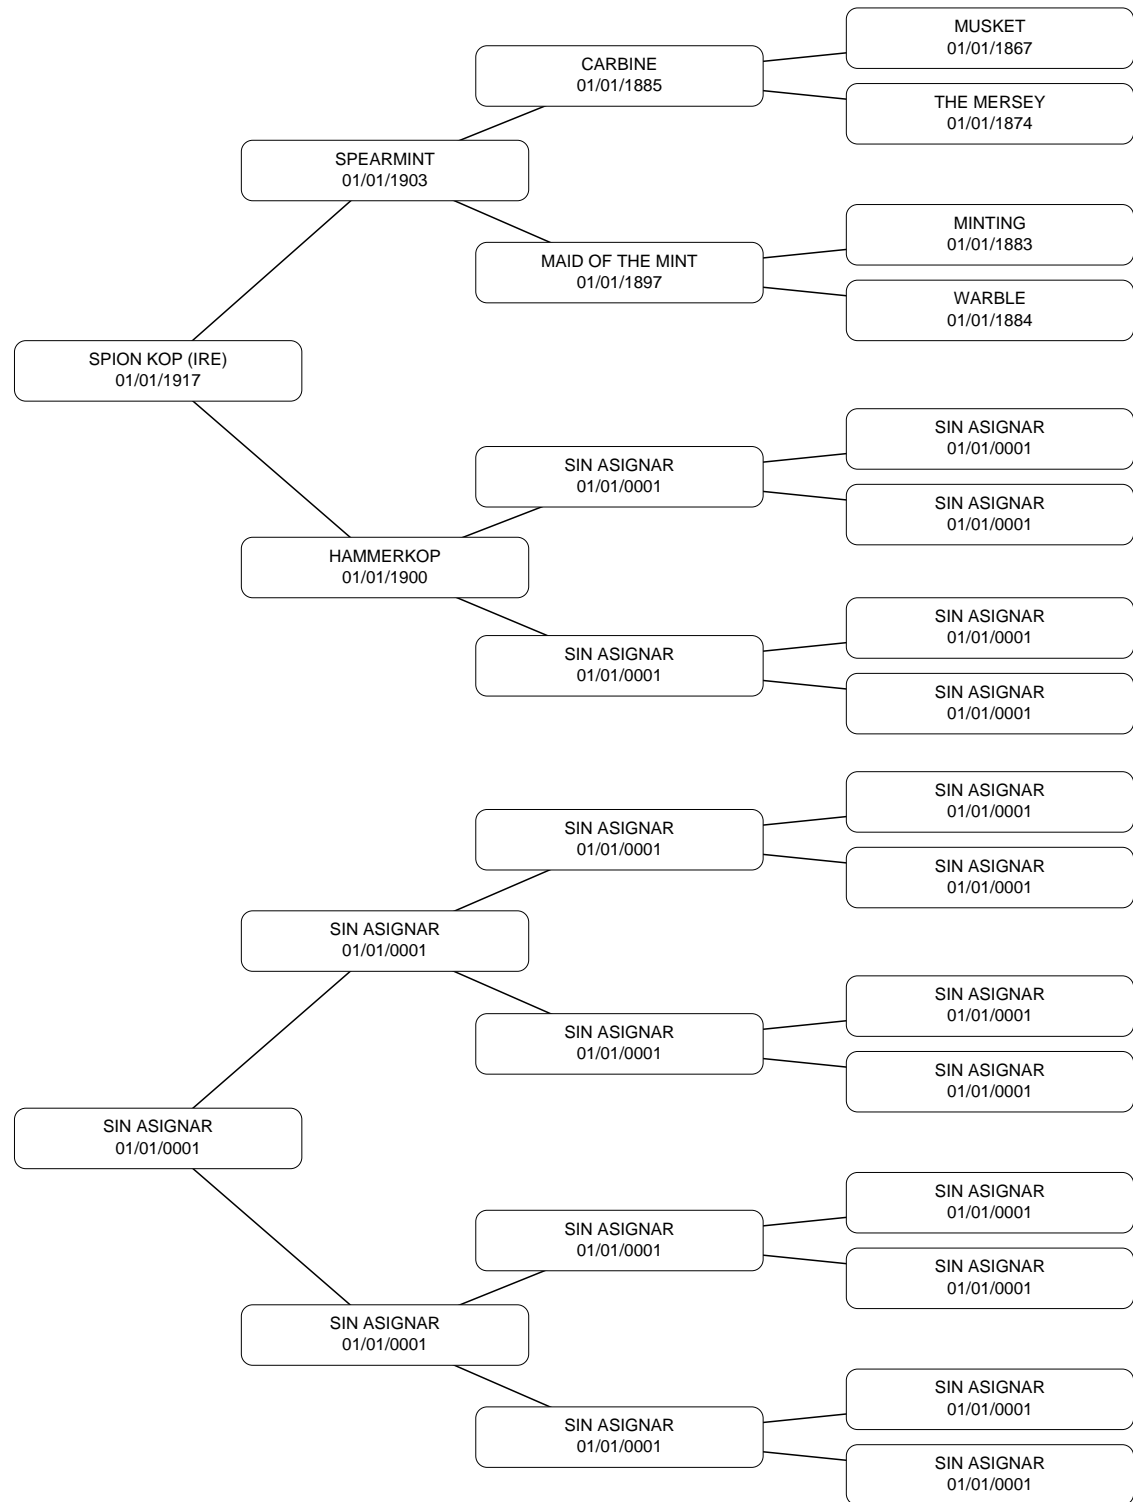 MUSKET
01/01/1867
CARBINE
01/01/1885
THE MERSEY
01/01/1874
SPEARMINT
01/01/1903
MINTING
01/01/1883
MAID OF THE MINT
01/01/1897
WARBLE
01/01/1884
SPION KOP (IRE)
01/01/1917
SIN ASIGNAR
01/01/0001
SIN ASIGNAR
01/01/0001
SIN ASIGNAR
01/01/0001
HAMMERKOP
01/01/1900
SIN ASIGNAR
01/01/0001
SIN ASIGNAR
01/01/0001
SIN ASIGNAR
01/01/0001
SIN ASIGNAR
01/01/0001
SIN ASIGNAR
01/01/0001
SIN ASIGNAR
01/01/0001
SIN ASIGNAR
01/01/0001
SIN ASIGNAR
01/01/0001
SIN ASIGNAR
01/01/0001
SIN ASIGNAR
01/01/0001
SIN ASIGNAR
01/01/0001
SIN ASIGNAR
01/01/0001
SIN ASIGNAR
01/01/0001
SIN ASIGNAR
01/01/0001
SIN ASIGNAR
01/01/0001
SIN ASIGNAR
01/01/0001
SIN ASIGNAR
01/01/0001
SIN ASIGNAR
01/01/0001